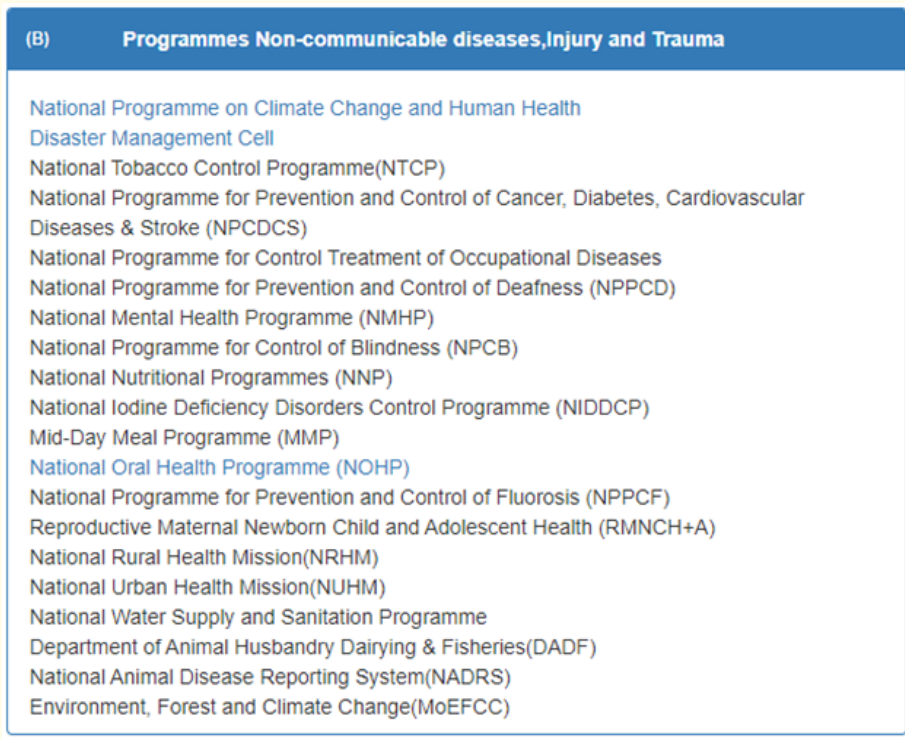 (B) Programmes Non-communicable diseases,Injury and Trauma
National Programme on Climate Change and Human Health
Disaster Management Cell
National Tobacco Control Programme(NTCP)
National Programme for Prevention and Control of Cancer, Diabetes, Cardiovascular
Diseases & Stroke (NPCDCS)
National Programme for Control Treatment of Occupational Diseases
National Programme for Prevention and Control of Deafness (NPPCD)
National Mental Health Programme (NMHP)
National Programme for Control of Blindness (NPCB)
National Nutritional Programmes (NNP)
National Iodine Deficiency Disorders Control Programme (NIDDCP)
Mid-Day Meal Programme (MMP)
National Oral Health Programme (NOHP)
National Programme for Prevention and Control of Fluorosis (NPPCF)
Reproductive Maternal Newborn Child and Adolescent Health (RMNCH+A)
National Rural Health Mission(NRHM)
National Urban Health Mission(NUHM)
National Water Supply and Sanitation Programme
Department of Animal Husbandry Dairying & Fisheries(DADF)
National Animal Disease Reporting System(NADRS)
Environment, Forest and Climate Change(MoEFCC)